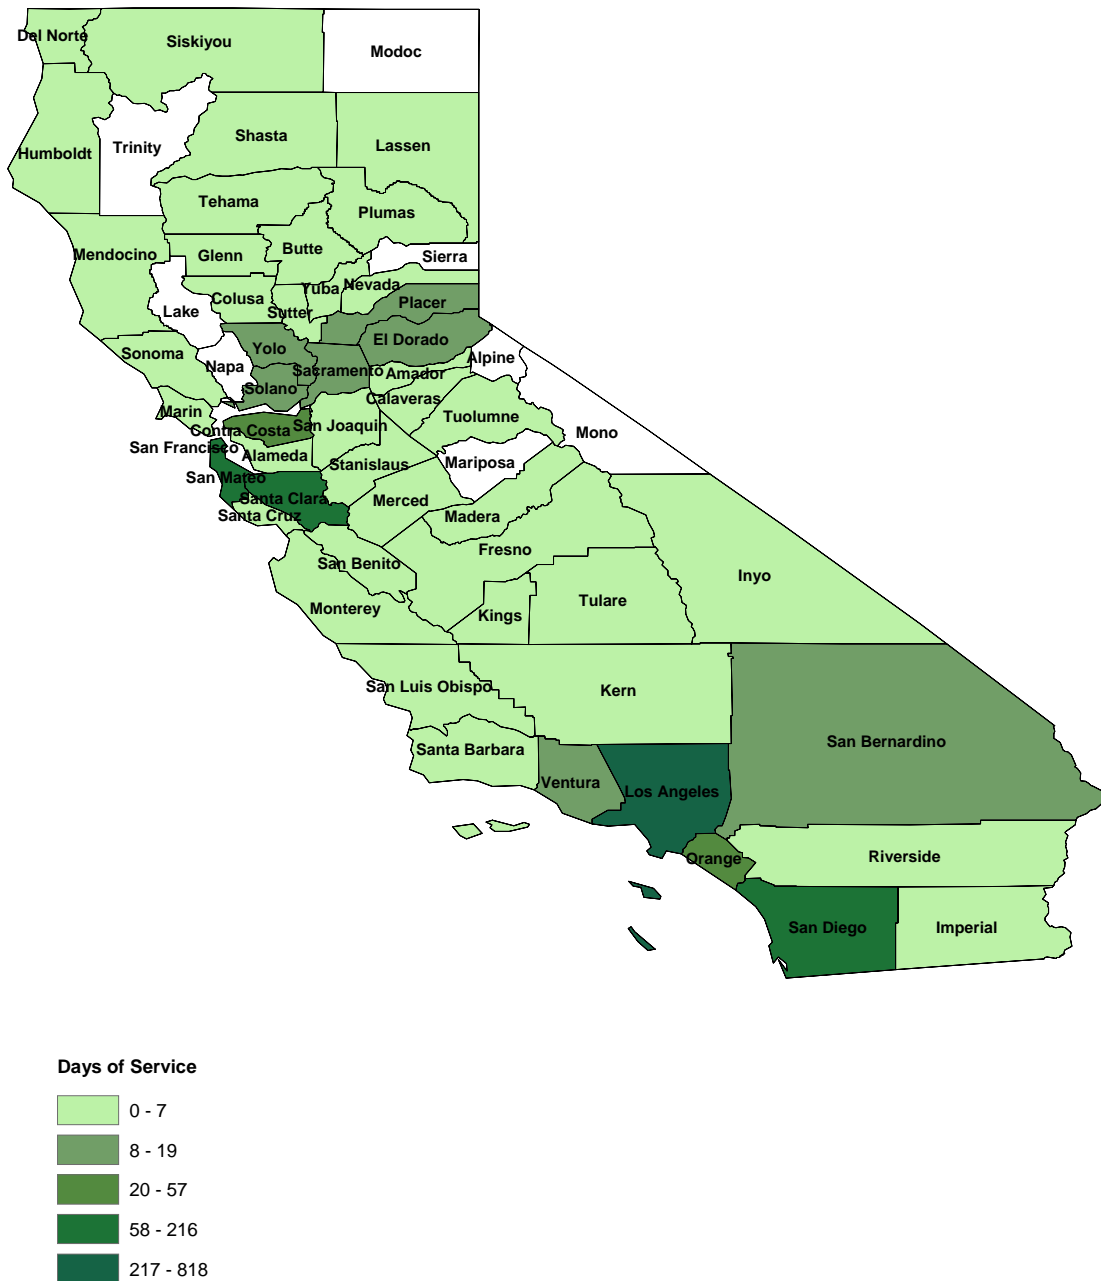 Del Norte
Siskiyou
Modoc
Humboldt
Trinity
Shasta
Lassen
Tehama
Plumas
Mendocino
Glenn
Butte
Sierra
Lake
Colusa
Sutter
Yuba
Nevada
Placer
Sonoma
Napa
Yolo
El Dorado
Alpine
Solano
Sacramento
Amador
Calaveras
Marin
Contra Costa
San Joaquin
Tuolumne
Mono
San Francisco
Alameda
Stanislaus
Mariposa
San Mateo
Santa Clara
Merced
Santa Cruz
Madera
San Benito
Fresno
Inyo
Monterey
Kings
Tulare
San Luis Obispo
Kern
Santa Barbara
San Bernardino
Ventura
Los Angeles
Orange
Riverside
San Diego
Imperial
Days of Service
0 - 7
8 - 19
20 - 57
58 - 216
217 - 818